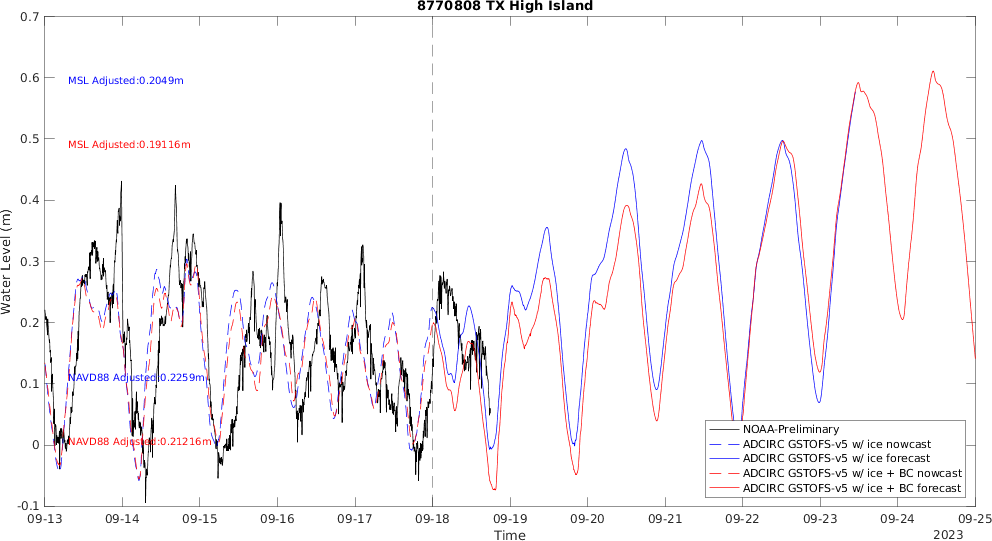 8770808 TX High Island
0.7
0.6
0.5
0.4
0.3
0.2
0.1
0
-0.1
Water Level (m)
MSL Adjusted:0.2049m
MSL Adjusted:0.19116m
NAVD88 Adjusted:0.2259m
NAVD88 Adjusted:0.21216m
NOAA-Preliminary
ADCIRC GSTOFS-v5 w/ ice nowcast
ADCIRC GSTOFS-v5 w/ ice forecast
ADCIRC GSTOFS-v5 w/ ice + BC nowcast
ADCIRC GSTOFS-v5 w/ ice + BC forecast
09-13 09-14 09-15 09-16 09-17 09-18 09-19 09-20 09-21 09-22 09-23 09-24 09-25
Time
2023